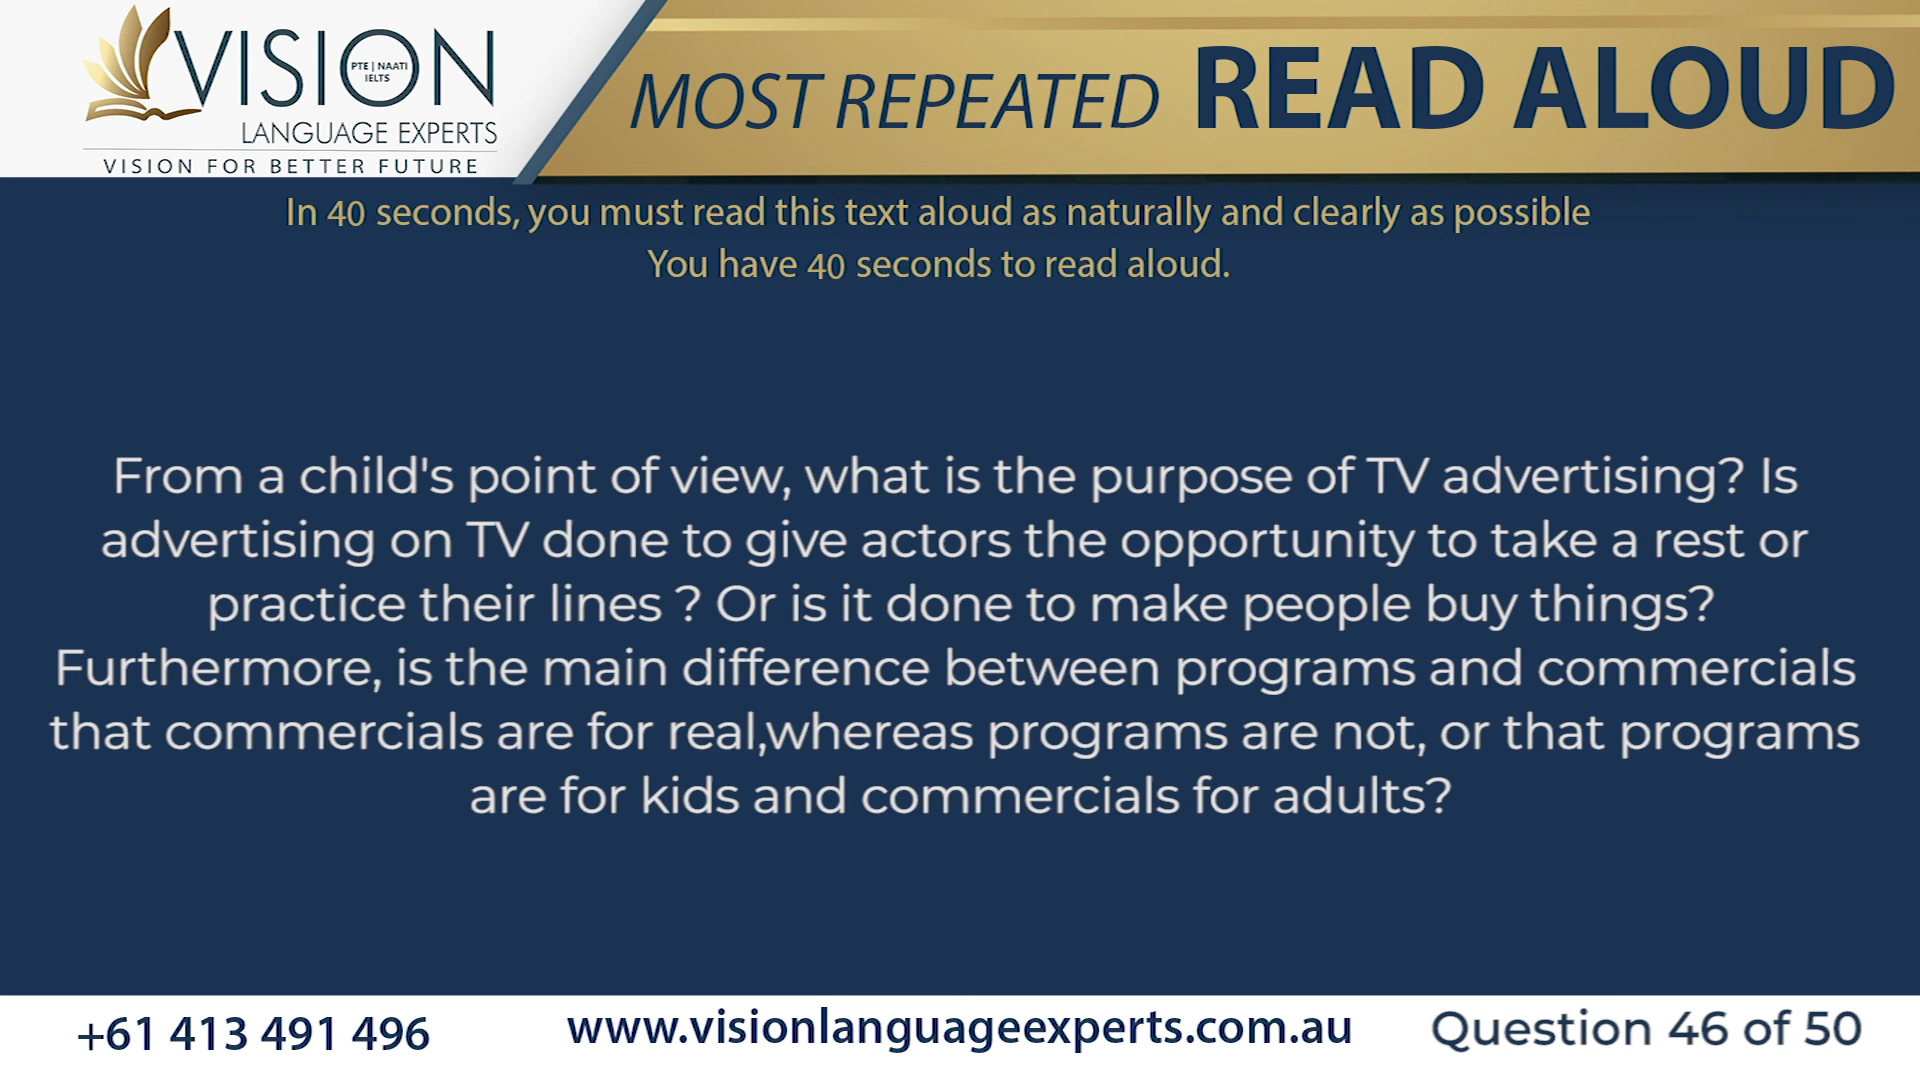 VISION
PTE | NAATI
IELTS
LANGUAGE EXPERTS
VISION FOR BETTER FUTURE
MOST REPEATED READ ALOUD
In 40 seconds, you must read this text aloud as naturally and clearly as possible
You have 40 seconds to read aloud.
From a child's point of view, what is the purpose of TV advertising? Is
advertising on TV done to give actors the opportunity to take a rest or
practice their lines ? Or is it done to make people buy things?
Furthermore, is the main difference between programs and commercials
that commercials are for real,whereas programs are not, or that programs
are for kids and commercials for adults?
+61 413 491 496
www.visionlanguageexperts.com.au
Question 46 of 50